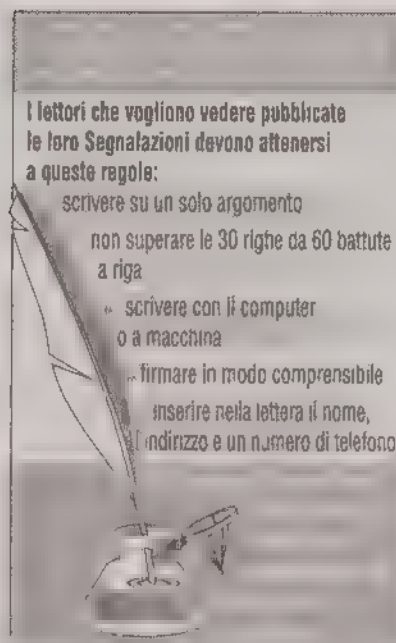 I lettori che vogliono vedere pubblicate
le loro Segnalazioni devono attenersi
a queste regole:
scrivere su un solo argomento
non superare le 30 righe da 60 battute
a riga
scrivere con il computer
o a macchina
firmare in modo comprensibile
inserire nella lettera il nome,
l'indirizzo e un numero di telefono